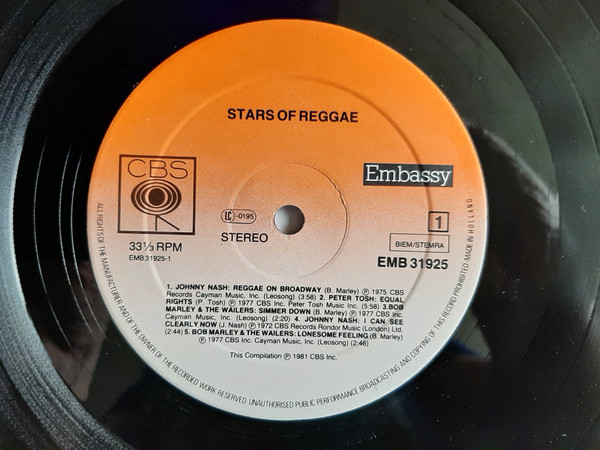 STARS OF REGGAE
CBS
Embassy
LC-0195
1
33⅓ RPM
STEREO
BIEM/STEMRA
EMB 31925-1
EMB 31925
1. JOHNNY NASH: REGGAE ON BROADWAY (B. Marley) ℗ 1975 CBS
Records Cayman Music, Inc. (Leosong) (3:58) 2. PETER TOSH: EQUAL
RIGHTS (P. Tosh) ℗ 1977 CBS Inc. Peter Tosh Music Inc. (5:58) 3.BOB
MARLEY & THE WAILERS: SIMMER DOWN (B. Marley) ℗ 1977 CBS Inc.
Cayman Music, Inc. (Leosong) (2:20) 4. JOHNNY NASH: I CAN SEE
CLEARLY NOW (J. Nash) ℗ 1972 CBS Records Rondor Music (London) Ltd.
(2:44) 5. BOB MARLEY & THE WAILERS: LONESOME FEELING (B. Marley)
℗ 1977 CBS Inc. Cayman Music, Inc. (Leosong) (2:46)
This Compilation ℗ 1981 CBS Inc.
ALL RIGHTS OF THE MANUFACTURER AND OF THE OWNER OF THE RECORDED WORK RESERVED. UNAUTHORISED PUBLIC PERFORMANCE BROADCASTING AND COPYING OF THIS RECORD PROHIBITED. MADE IN HOLLAND